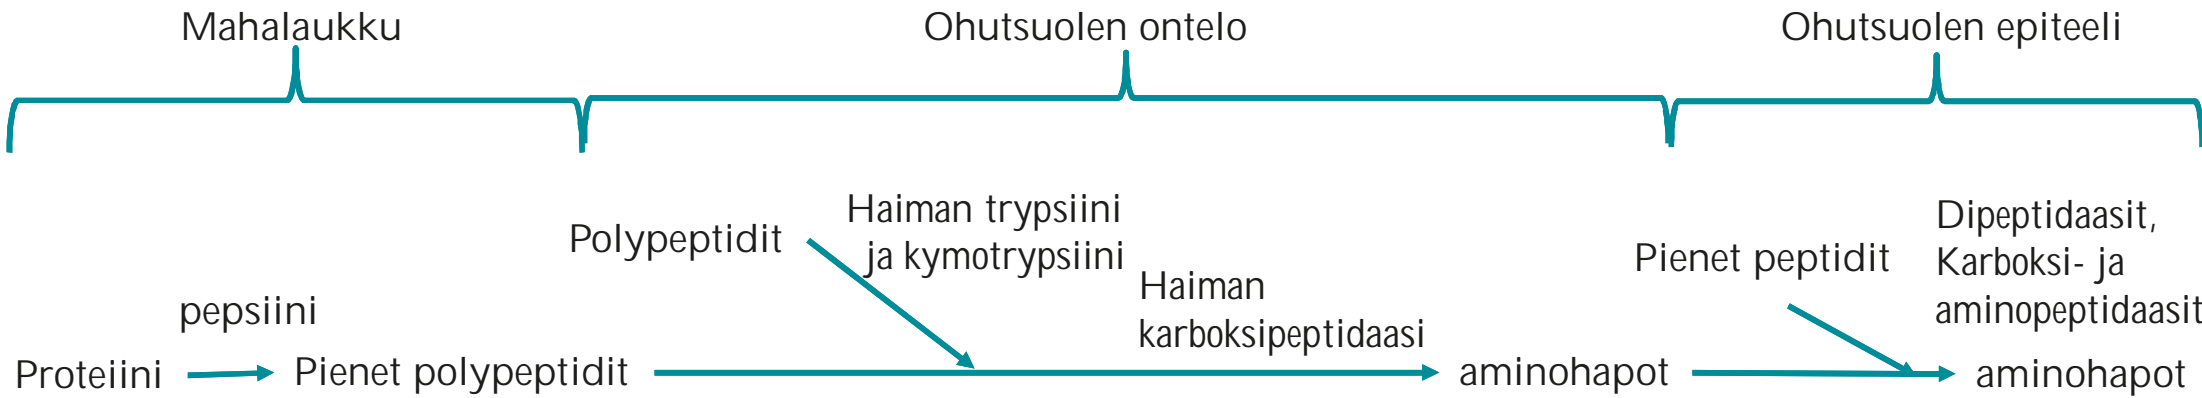 Mahalaukku
Ohutsuolen ontelo
Ohutsuolen epiteeli
Polypeptidit
Haiman trypsiini
ja kymotrypsiini
Haiman
karboksipeptidaasi
Pienet peptidit
Dipeptidaasit,
Karboksi- ja
aminopeptidaasit
pepsiini
Proteiini
Pienet polypeptidit
aminohapot
aminohapot